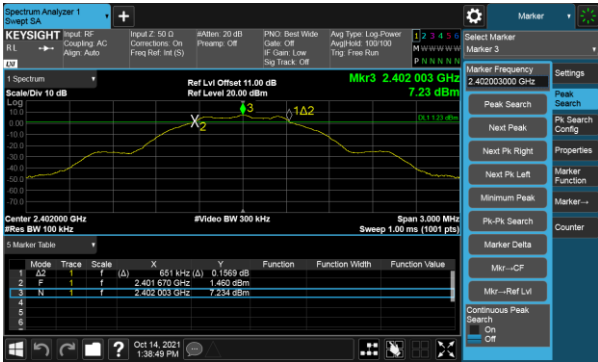 Spectrum Analyzer 1
Swept SA
+
Marker
KEYSIGHT
RL
Input: RF
Coupling: AC
Align: Auto
Input Z: 50 Ω
Corrections: On
Freq Ref: Int (S)
#Atten: 20 dB
Preamp: Off
PNO: Best Wide
Gate: Off
IF Gain: Low
Sig Track: Off
Avg Type: Log-Power
Avg|Hold: 100/100
Trig: Free Run
1 2 3 4 5 6
M W W W W W
P N N N N N
Select Marker
Marker 3
1 Spectrum
Scale/Div 10 dB
Log
Ref Lvl Offset 11.00 dB
Ref Level 20.00 dBm
Mkr3 2.402 003 GHz
7.23 dBm
10.0
0.00
-10.0
-20.0
-30.0
-40.0
-50.0
-60.0
-70.0
X2
3
1Δ2
DL1 1.23 dBm
Center 2.402000 GHz
#Res BW 100 kHz
#Video BW 300 kHz
Span 3.000 MHz
Sweep 1.00 ms (1001 pts)
5 Marker Table
Mode Trace Scale X Y Function Function Width Function Value
1 Δ2 1 f (Δ) 651 kHz (Δ) 0.1569 dB
2 F 1 f 2.401 670 GHz 1.460 dBm
3 N 1 f 2.402 003 GHz 7.234 dBm
4
5
6
Marker Frequency
2.402003000 GHz
Peak Search
Next Peak
Next Pk Right
Next Pk Left
Minimum Peak
Pk-Pk Search
Marker Delta
Mkr→CF
Mkr→Ref Lvl
Continuous Peak
Search
On
Off
Settings
Peak
Search
Pk Search
Config
Properties
Marker
Function
Marker→
Counter
?
Oct 14, 2021
1:38:49 PM